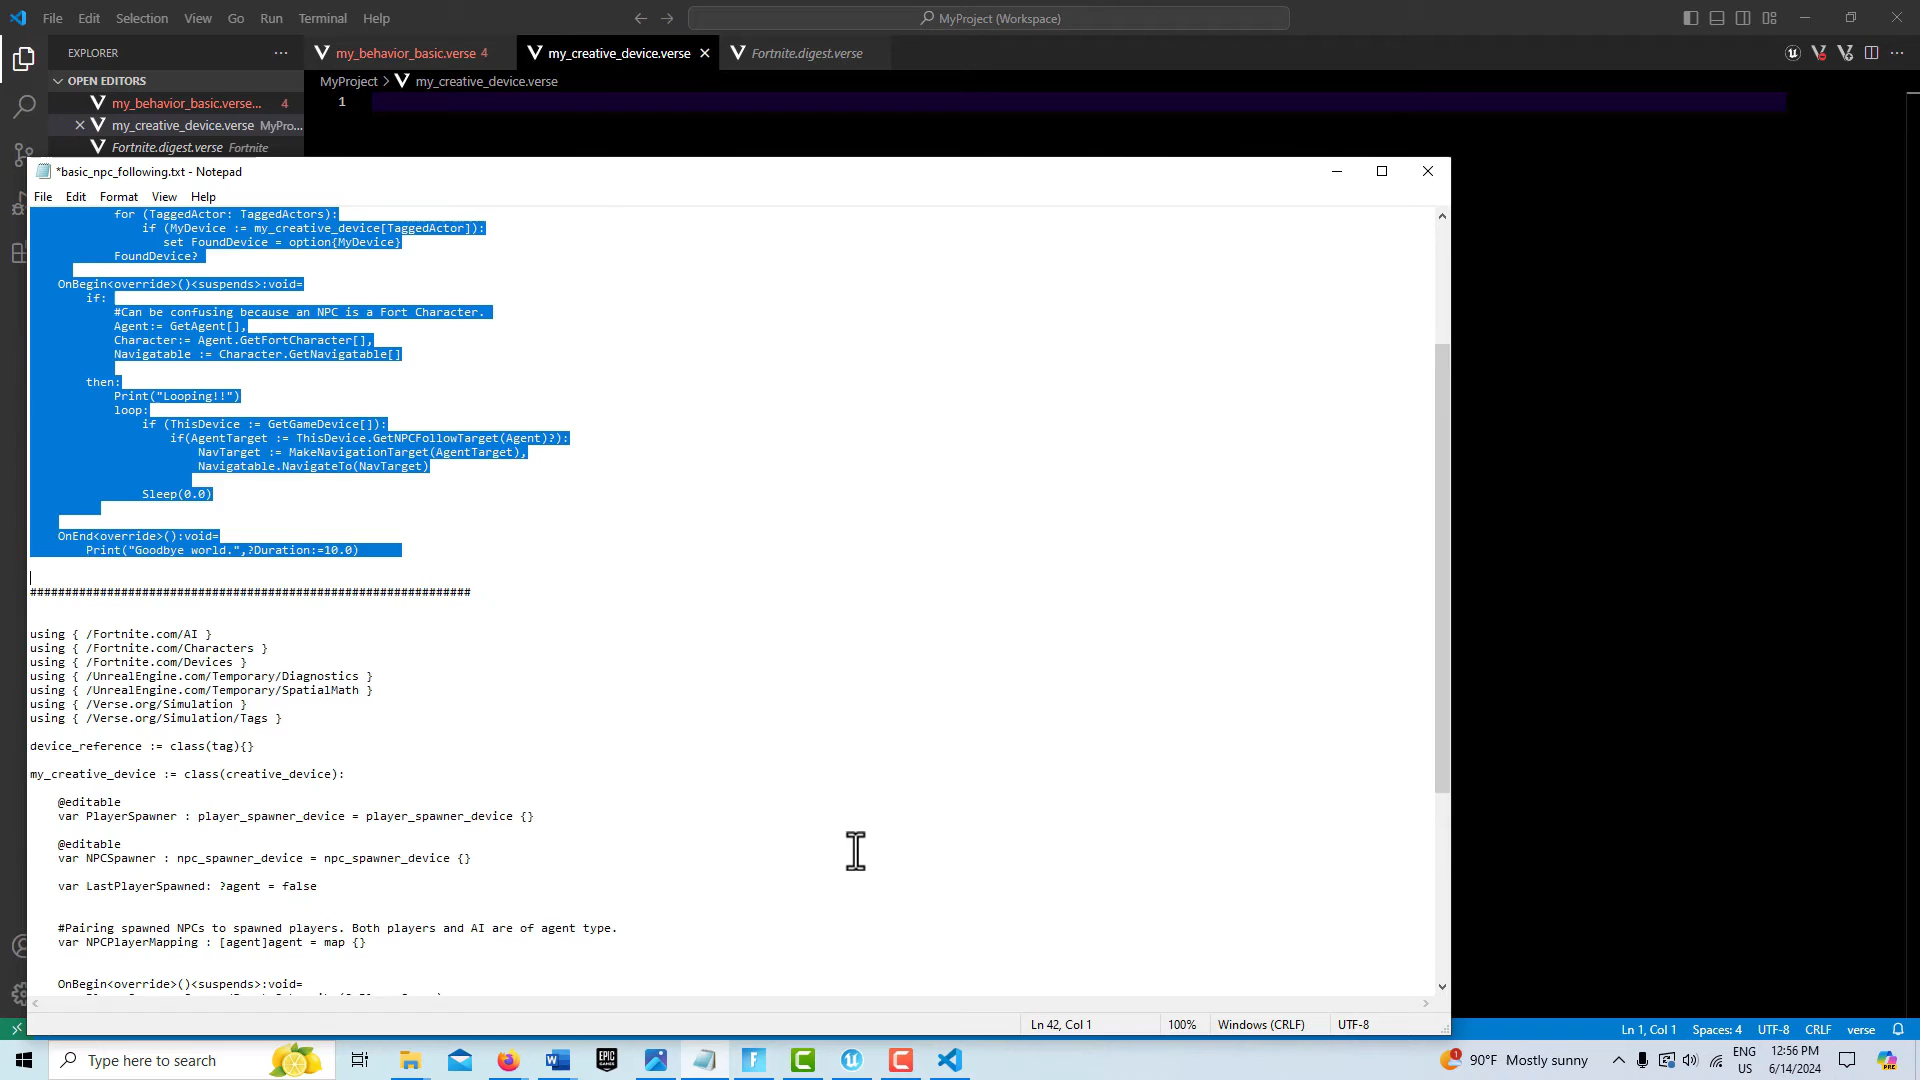 File Edit Selection View Go Run Terminal Help
MyProject (Workspace)
EXPLORER
my_behavior_basic.verse 4
my_creative_device.verse
Fortnite.digest.verse
OPEN EDITORS
MyProject > my_creative_device.verse
my_behavior_basic.verse... 4
my_creative_device.verse MyPro...
Fortnite.digest.verse Fortnite
1
*basic_npc_following.txt - Notepad
File Edit Format View Help
for (TaggedActor: TaggedActors):
if (MyDevice := my_creative_device[TaggedActor]):
set FoundDevice = option{MyDevice}
FoundDevice?
OnBegin<override>()<suspends>:void=
if:
#Can be confusing because an NPC is a Fort Character.
Agent:= GetAgent[],
Character:= Agent.GetFortCharacter[],
Navigatable := Character.GetNavigatable[]
then:
Print("Looping!!")
loop:
if (ThisDevice := GetGameDevice[]):
if(AgentTarget := ThisDevice.GetNPCFollowTarget(Agent)?):
NavTarget := MakeNavigationTarget(AgentTarget),
Navigatable.NavigateTo(NavTarget)
Sleep(0.0)
OnEnd<override>():void=
Print("Goodbye world.",?Duration:=10.0)
###############################################################
using { /Fortnite.com/AI }
using { /Fortnite.com/Characters }
using { /Fortnite.com/Devices }
using { /UnrealEngine.com/Temporary/Diagnostics }
using { /UnrealEngine.com/Temporary/SpatialMath }
using { /Verse.org/Simulation }
using { /Verse.org/Simulation/Tags }
device_reference := class(tag){}
my_creative_device := class(creative_device):
@editable
var PlayerSpawner : player_spawner_device = player_spawner_device {}
@editable
var NPCSpawner : npc_spawner_device = npc_spawner_device {}
var LastPlayerSpawned: ?agent = false
#Pairing spawned NPCs to spawned players. Both players and AI are of agent type.
var NPCPlayerMapping : [agent]agent = map {}
OnBegin<override>()<suspends>:void=
Ln 42, Col 1 100% Windows (CRLF) UTF-8
Ln 1, Col 1 Spaces: 4 UTF-8 CRLF verse
Type here to search
90°F Mostly sunny
ENG
US
12:56 PM
6/14/2024